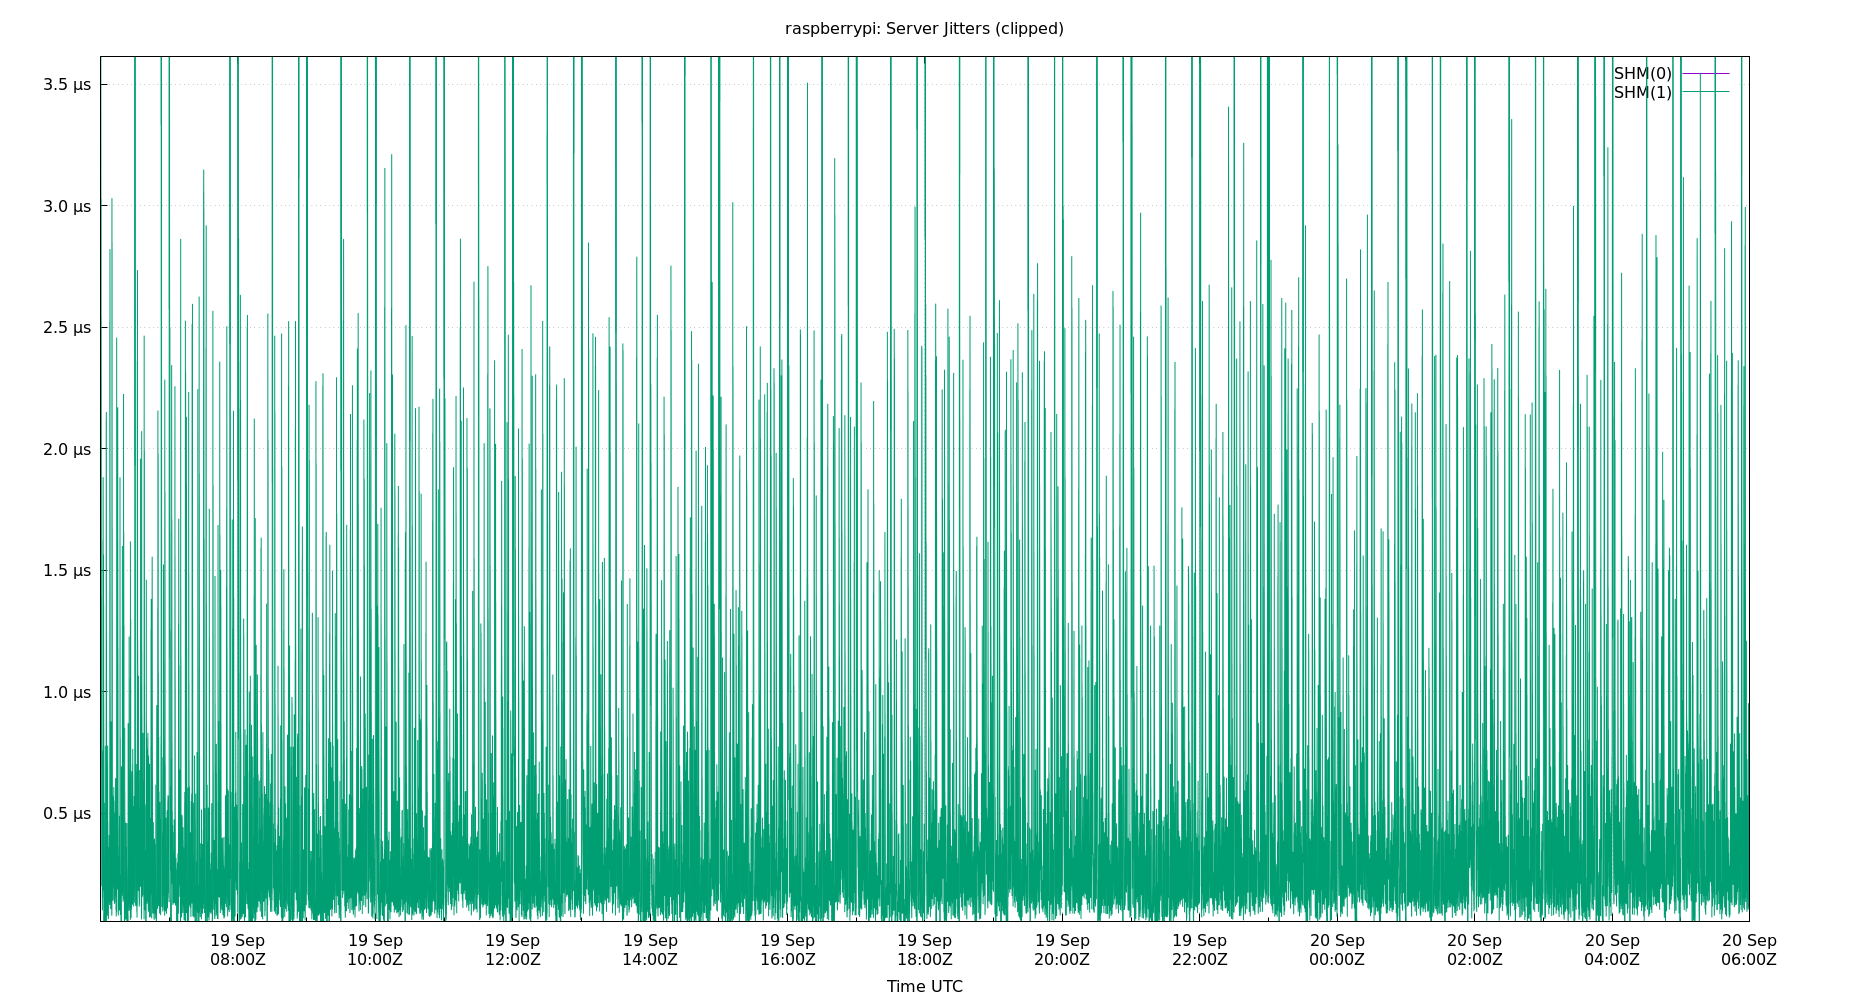 raspberrypi: Server Jitters (clipped)
SHM(0)
SHM(1)
3.5 µs
3.0 µs
2.5 µs
2.0 µs
1.5 µs
1.0 µs
0.5 µs
19 Sep 19 Sep 19 Sep 19 Sep 19 Sep 19 Sep 19 Sep 19 Sep 20 Sep 20 Sep 20 Sep 20 Sep
08:00Z 10:00Z 12:00Z 14:00Z 16:00Z 18:00Z 20:00Z 22:00Z 00:00Z 02:00Z 04:00Z 06:00Z
Time UTC